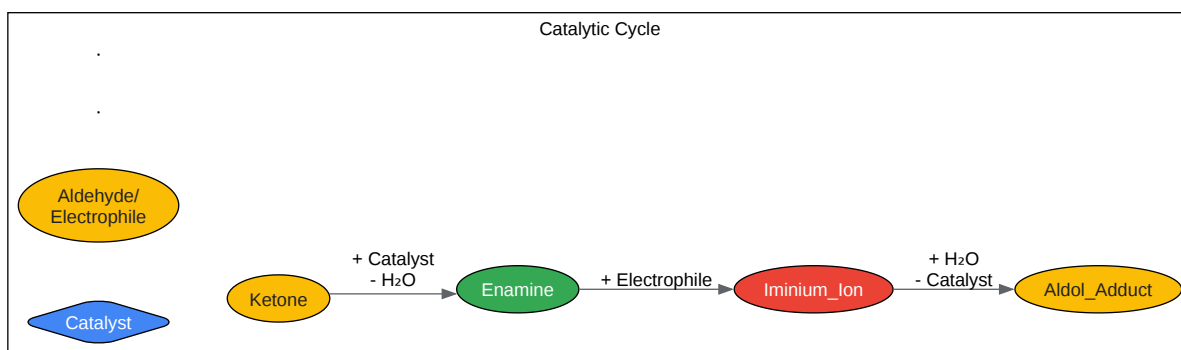 Catalytic Cycle
.
.
Aldehyde/
Electrophile
Catalyst
Ketone
+ Catalyst
- H₂O
Enamine
+ Electrophile
Iminium_Ion
+ H₂O
- Catalyst
Aldol_Adduct